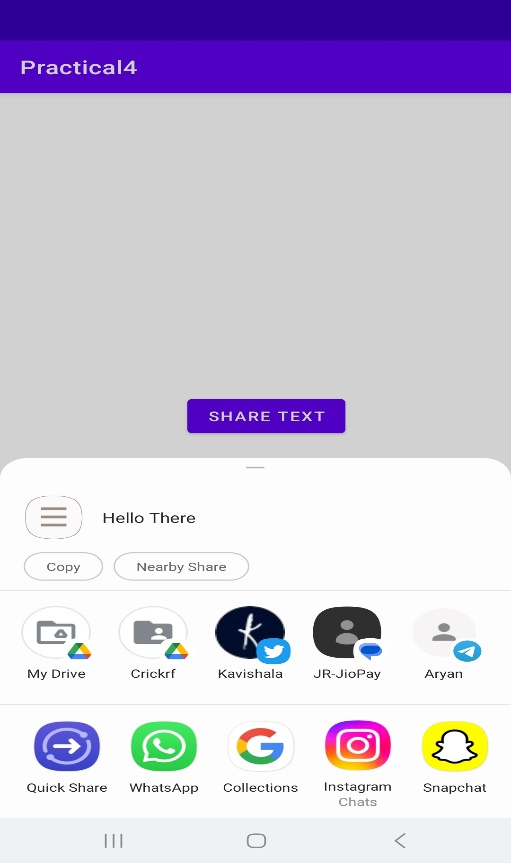 Practical4
SHARE TEXT
Hello There
Copy
Nearby Share
My Drive
Crickrf
Kavishala
JR-JioPay
Aryan
Quick Share
WhatsApp
Collections
Instagram
Chats
Snapchat